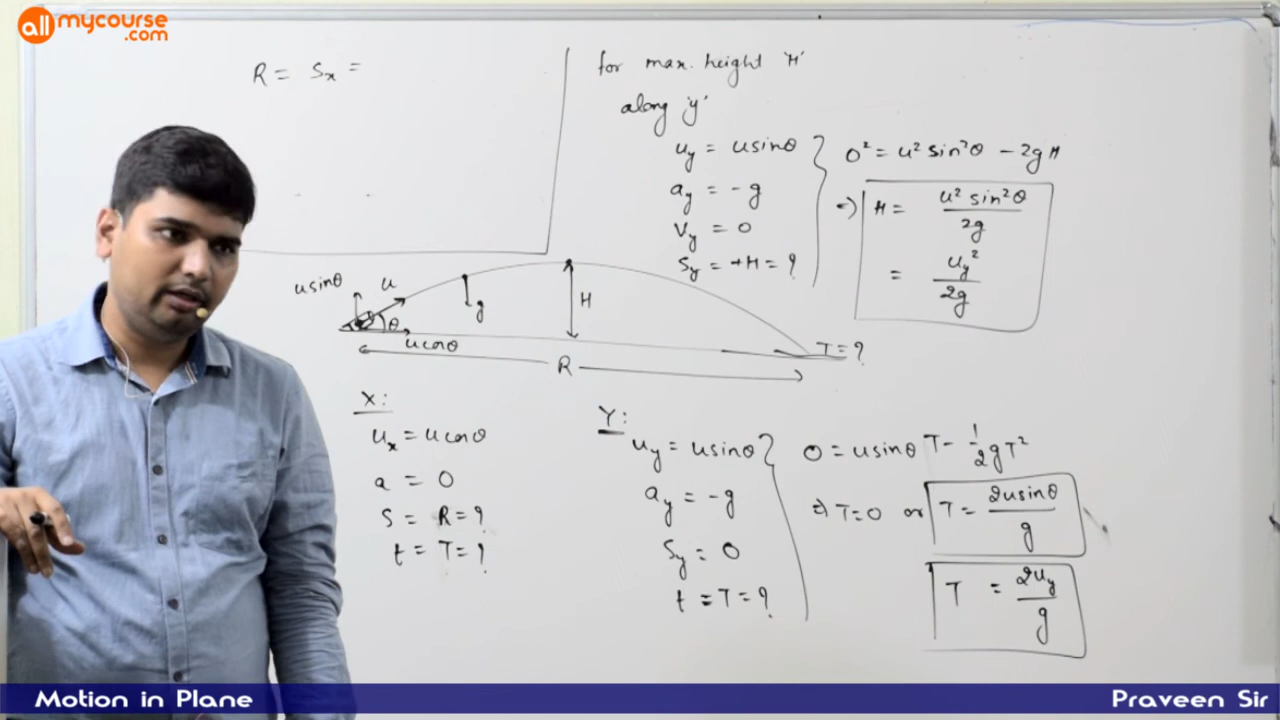 all mycourse
.com
R = Sx =
for max. height 'H'
along 'y'
uy = usinθ
ay = -g
Vy = 0
Sy = +H = ?
0² = u² sin²θ - 2gH
=) H = u² sin²θ / 2g
= uy² / 2g
usinθ
u
θ
ucosθ
g
H
R
T = ?
X:
ux = ucosθ
a = 0
S = R = ?
t = T = ?
Y:
uy = usinθ
ay = -g
Sy = 0
t = T = ?
0 = usinθ T - 1/2 gT²
=) T=0 or T = 2usinθ / g
T = 2uy / g
Motion in Plane
Praveen Sir